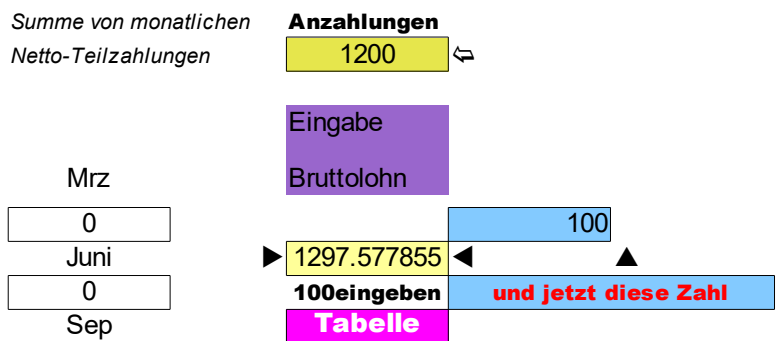 Summe von monatlichen Anzahlungen
Netto-Teilzahlungen 1200
Eingabe
Mrz Bruttolohn
0 100
Juni 1297.577855
0 100eingeben und jetzt diese Zahl
Sep Tabelle